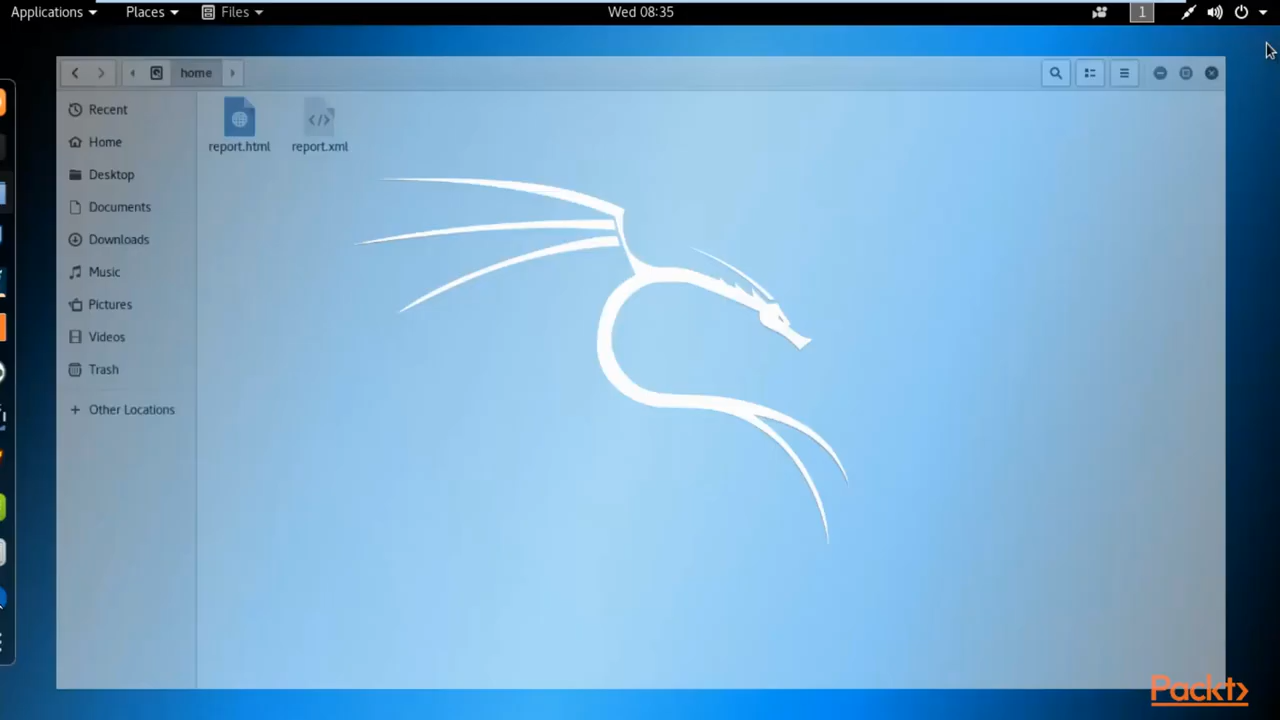 Applications Places Files Wed 08:35 1
home
Recent
Home
Desktop
Documents
Downloads
Music
Pictures
Videos
Trash
Other Locations
report.html report.xml
Packt